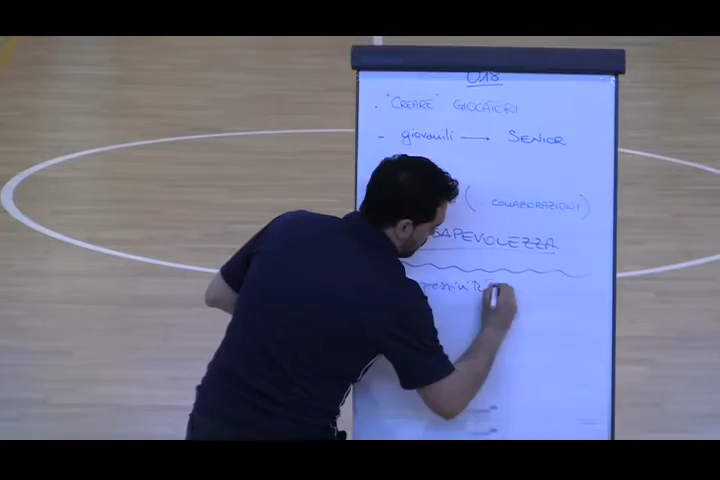 U18
. "CREARE" GIOCATORI
- giovanili → SENIOR
(- COLLABORAZIONI)
SAPEVOLEZZA